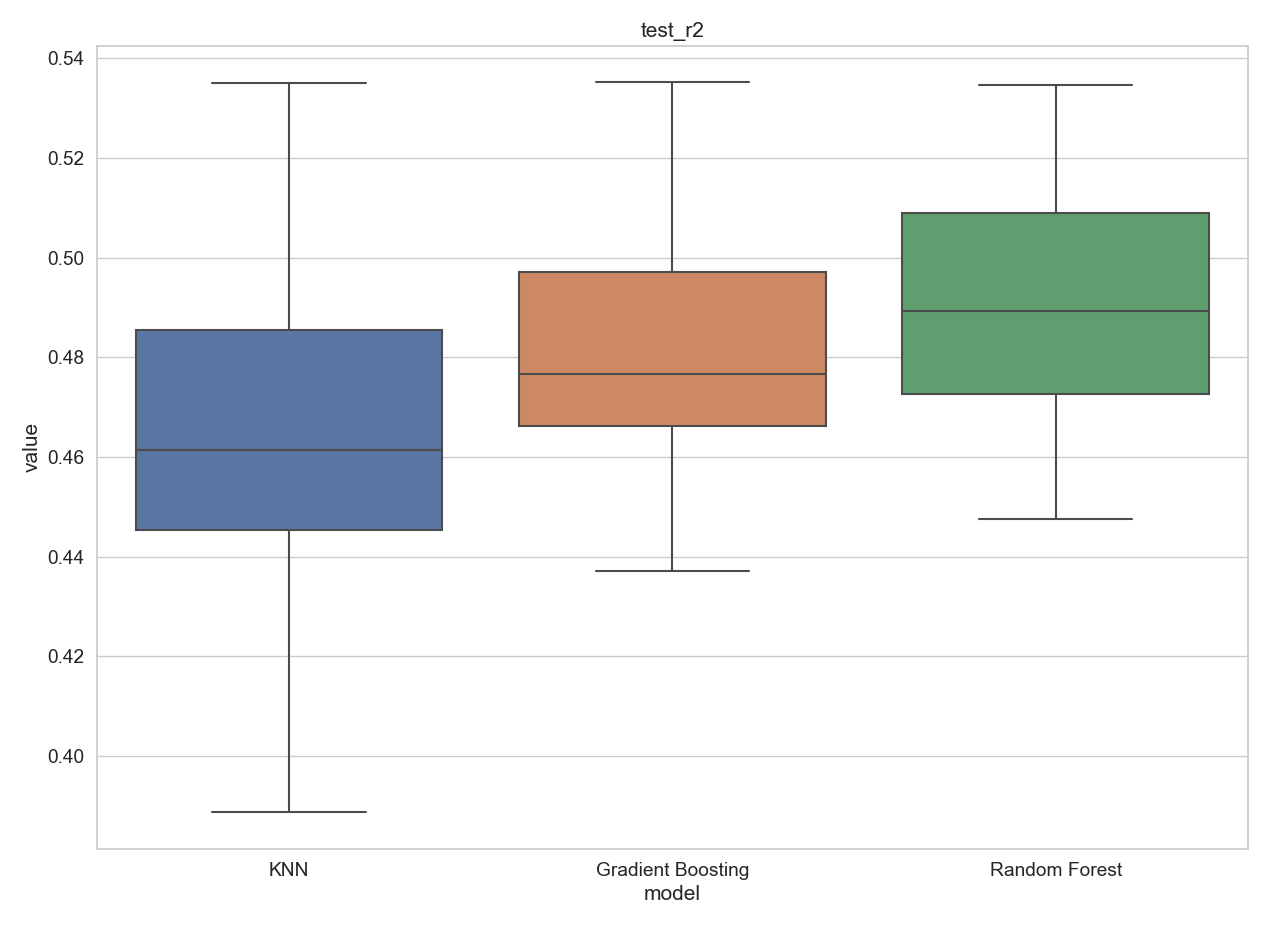 test_r2
0.54
0.52
0.50
0.48
0.46
0.44
0.42
0.40
value
KNN
Gradient Boosting
Random Forest
model